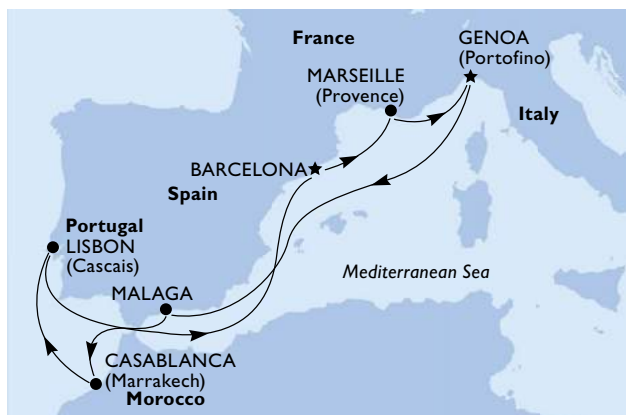 France
GENOA
(Portofino)
MARSEILLE
(Provence)
Italy
BARCELONA
Spain
Portugal
LISBON
(Cascais)
Mediterranean Sea
MALAGA
CASABLANCA
(Marrakech)
Morocco